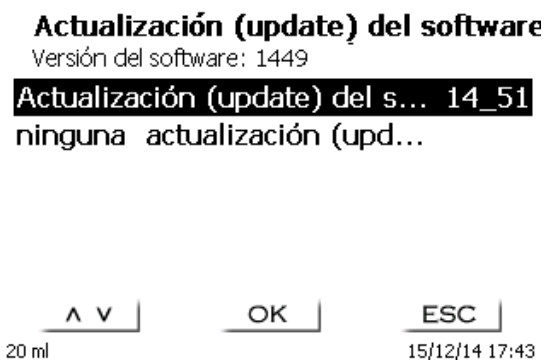 Actualización (update) del software
Versión del software: 1449
Actualización (update) del s... 14_51
ninguna actualización (upd...
∧ ∨ OK ESC
20 ml 15/12/14 17:43